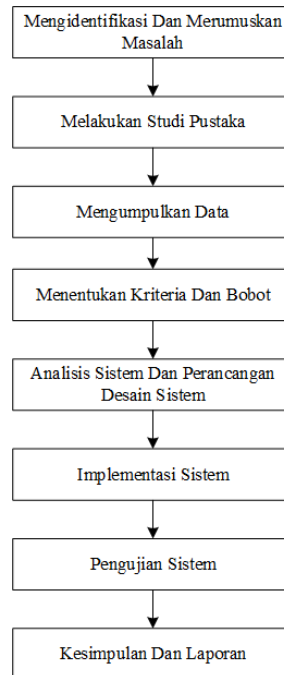 Mengidentifikasi Dan Merumuskan
Masalah
Melakukan Studi Pustaka
Mengumpulkan Data
Menentukan Kriteria Dan Bobot
Analisis Sistem Dan Perancangan
Desain Sistem
Implementasi Sistem
Pengujian Sistem
Kesimpulan Dan Laporan